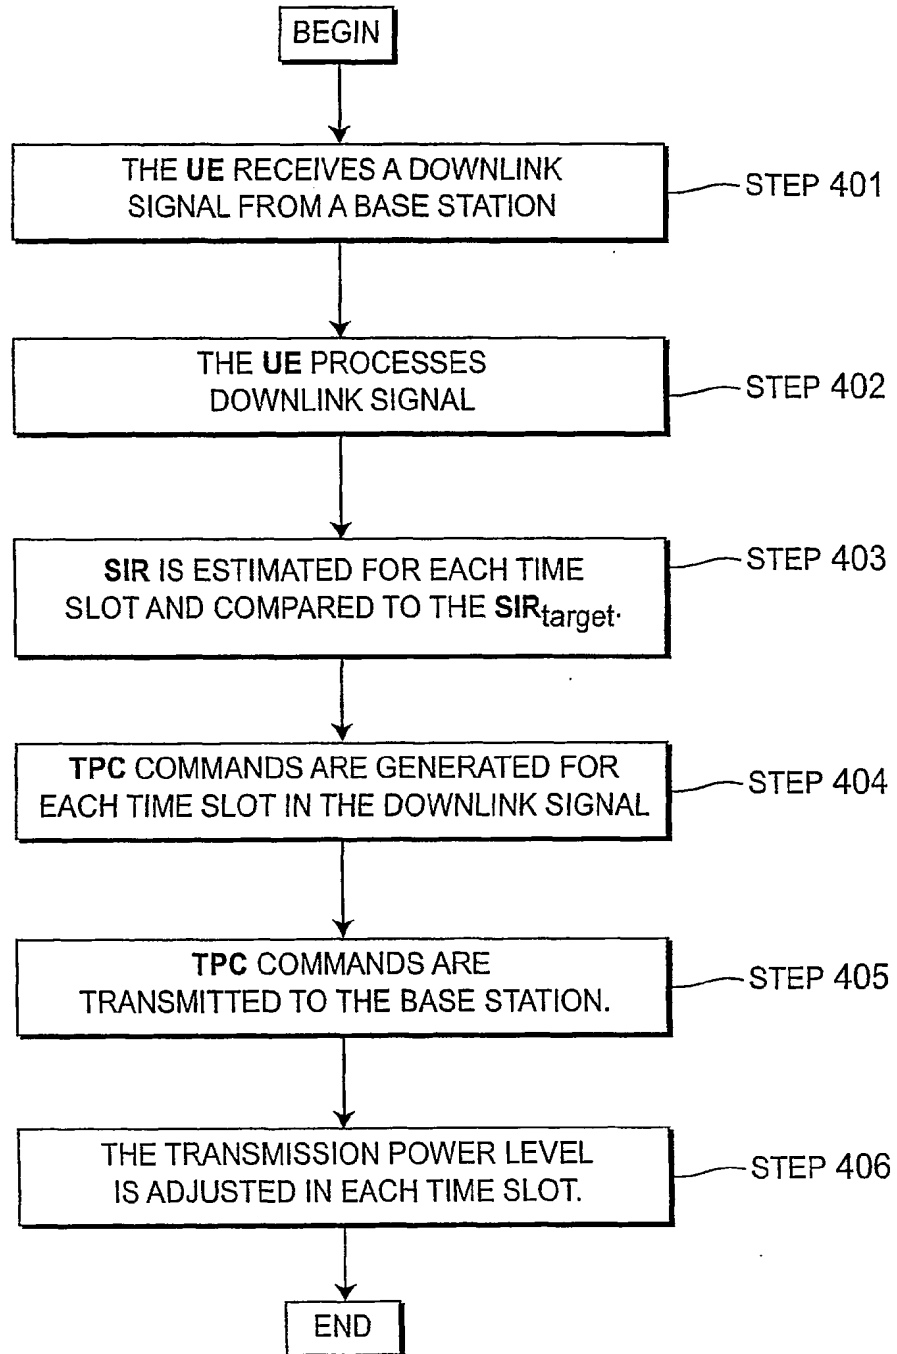 BEGIN
THE UE RECEIVES A DOWNLINK
SIGNAL FROM A BASE STATION
STEP 401
THE UE PROCESSES
DOWNLINK SIGNAL
STEP 402
SIR IS ESTIMATED FOR EACH TIME
SLOT AND COMPARED TO THE SIRtarget.
STEP 403
TPC COMMANDS ARE GENERATED FOR
EACH TIME SLOT IN THE DOWNLINK SIGNAL
STEP 404
TPC COMMANDS ARE
TRANSMITTED TO THE BASE STATION.
STEP 405
THE TRANSMISSION POWER LEVEL
IS ADJUSTED IN EACH TIME SLOT.
STEP 406
END